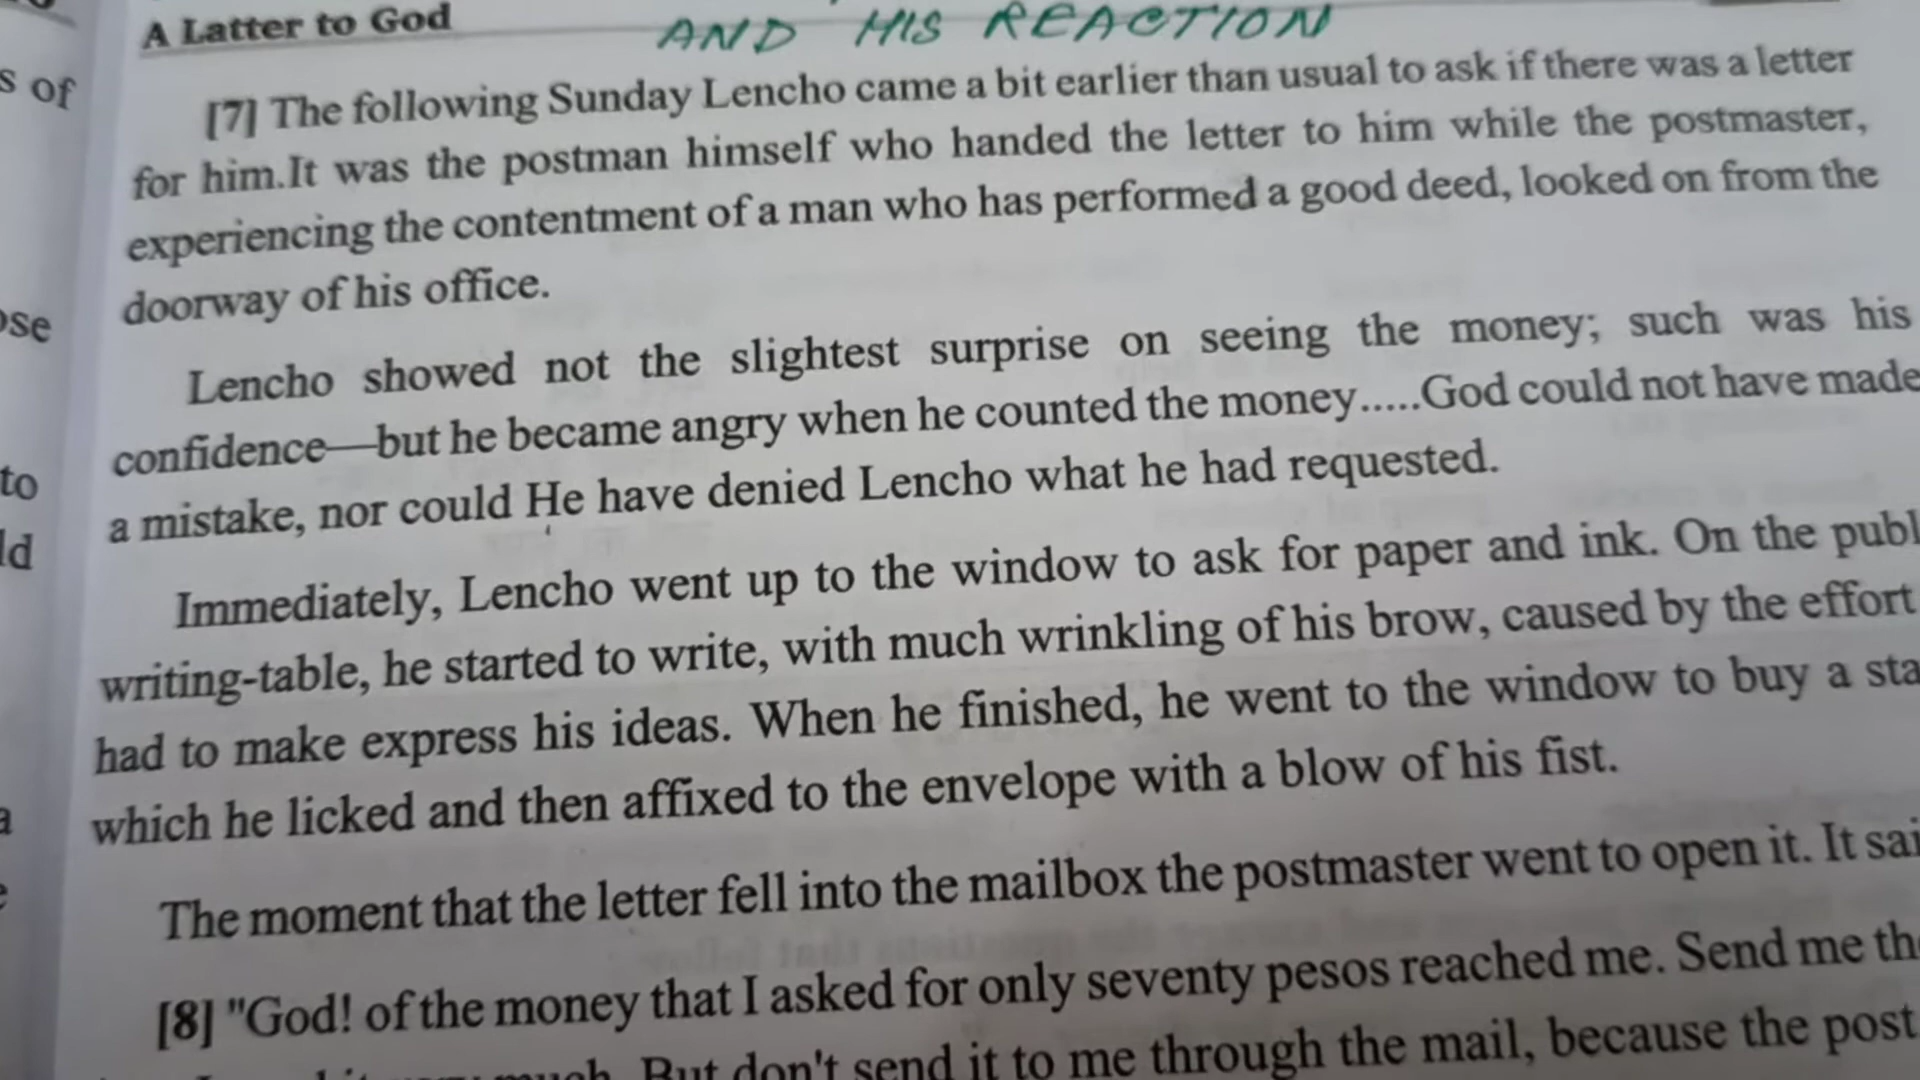 A Latter to God
AND HIS REACTION
s of
[7] The following Sunday Lencho came a bit earlier than usual to ask if there was a letter
for him.It was the postman himself who handed the letter to him while the postmaster,
experiencing the contentment of a man who has performed a good deed, looked on from the
doorway of his office.
Lencho showed not the slightest surprise on seeing the money; such was his
confidence—but he became angry when he counted the money.....God could not have made
to
a mistake, nor could He have denied Lencho what he had requested.
Immediately, Lencho went up to the window to ask for paper and ink. On the publ
writing-table, he started to write, with much wrinkling of his brow, caused by the effort
had to make express his ideas. When he finished, he went to the window to buy a sta
which he licked and then affixed to the envelope with a blow of his fist.
The moment that the letter fell into the mailbox the postmaster went to open it. It sai
[8] "God! of the money that I asked for only seventy pesos reached me. Send me the
much. But don't send it to me through the mail, because the post